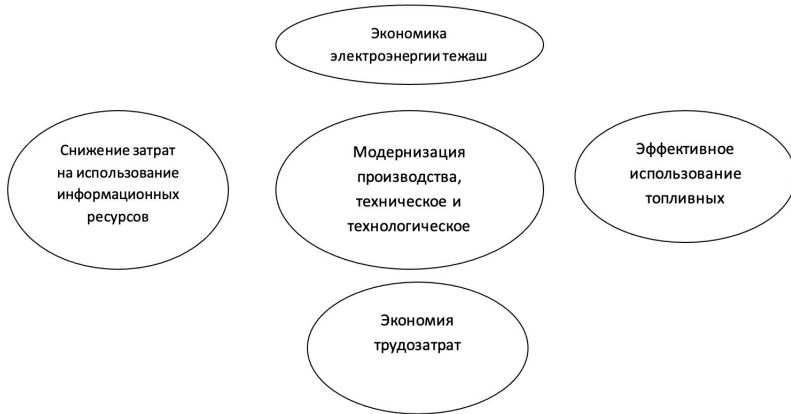 Экономика
электроэнергии тежаш
Снижение затрат
на использование
информационных
ресурсов
Модернизация
производства,
техническое и
технологическое
Эффективное
использование
топливных
Экономия
трудозатрат